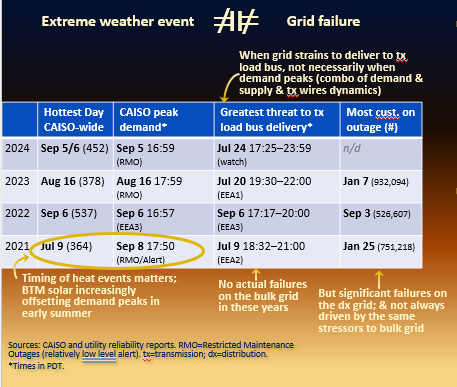 Extreme weather event ≠ | ≠ Grid failure
When grid strains to deliver to tx
load bus, not necessarily when
demand peaks (combo of demand &
supply & tx wires dynamics)
Hottest Day CAISO-wide | CAISO peak demand* | Greatest threat to tx load bus delivery* | Most cust. on outage (#)
2024 | Sep 5/6 (452) | Sep 5 16:59 (RMO) | Jul 24 17:25–23:59 (watch) | n/d
2023 | Aug 16 (378) | Aug 16 17:59 (RMO) | Jul 20 19:30–22:00 (EEA1) | Jan 7 (932,094)
2022 | Sep 6 (537) | Sep 6 16:57 (EEA3) | Sep 6 17:17–20:00 (EEA3) | Sep 3 (526,607)
2021 | Jul 9 (364) | Sep 8 17:50 (RMO/Alert) | Jul 9 18:32–21:00 (EEA2) | Jan 25 (751,218)
Timing of heat events matters;
BTM solar increasingly
offsetting demand peaks in
early summer
No actual failures
on the bulk grid
in these years
But significant failures on
the dx grid; & not always
driven by the same
stressors to bulk grid
Sources: CAISO and utility reliability reports. RMO=Restricted Maintenance
Outages (relatively low level alert). tx=transmission; dx=distribution.
*Times in PDT.